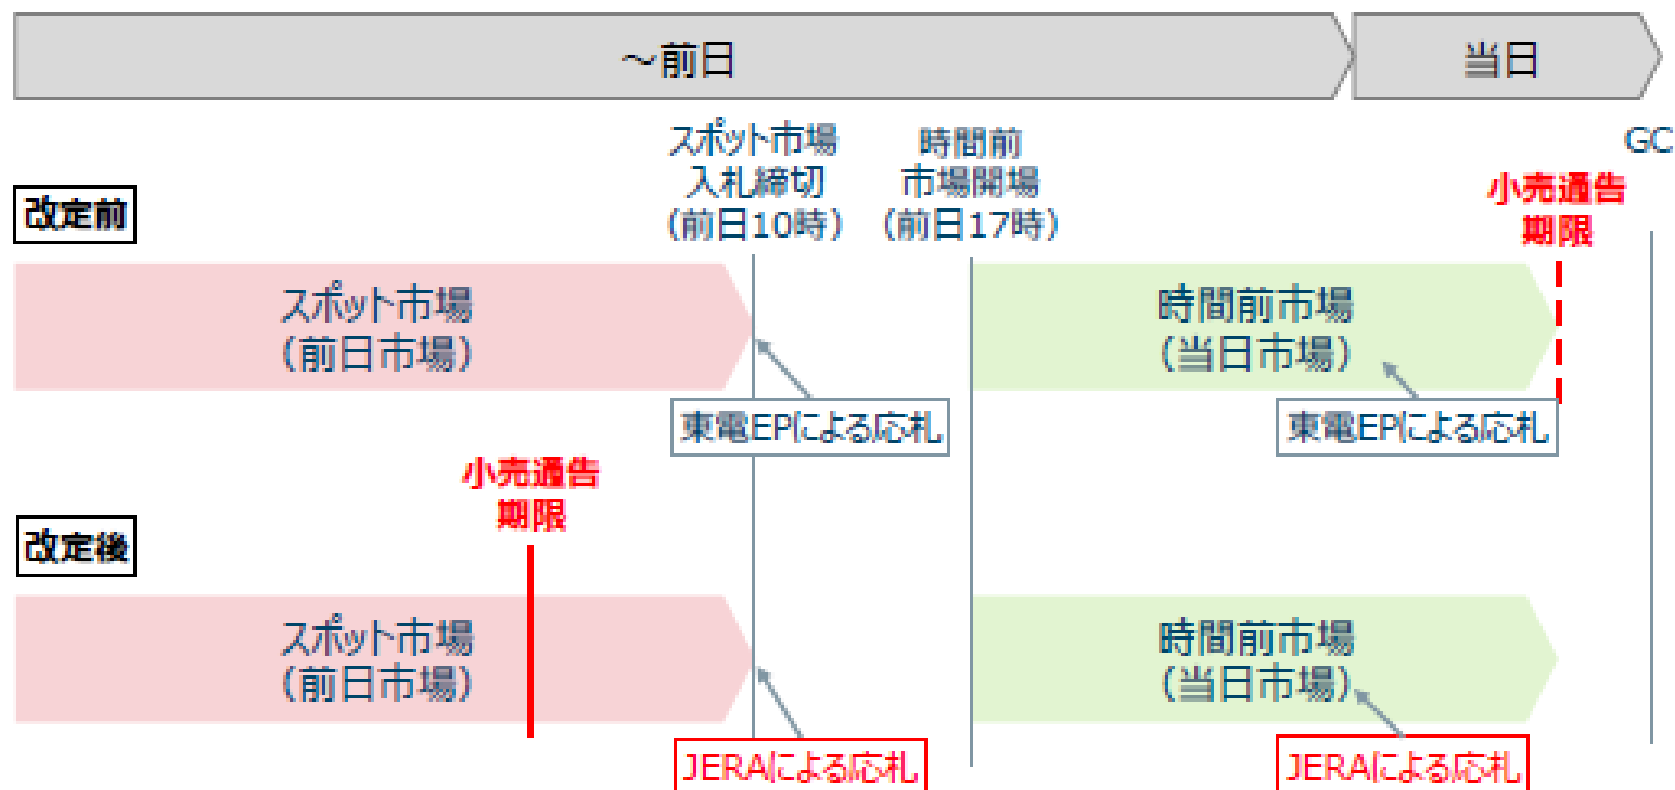 ～前日
当日
スポット市場
入札締切
(前日10時)
時間前
市場開場
(前日17時)
GC
小売通告
期限
改定前
スポット市場
(前日市場)
時間前市場
(当日市場)
東電EPによる応札
東電EPによる応札
小売通告
期限
改定後
スポット市場
(前日市場)
時間前市場
(当日市場)
JERAによる応札
JERAによる応札